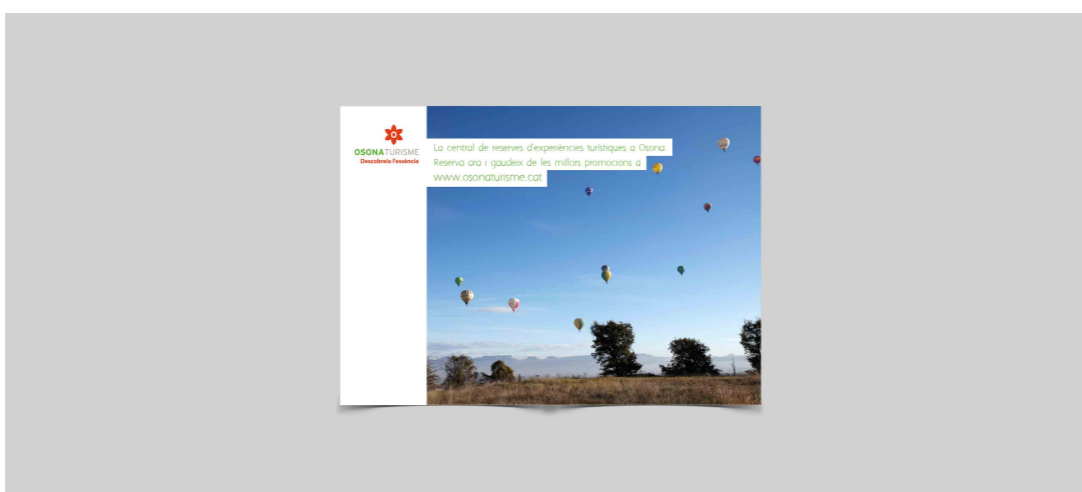 O
OSONATURISME
Descobreix l'essència
La central de reserves d'experiències turístiques a Osona.
Reserva ara i gaudeix de les millors promocions a
www.osonaturisme.cat